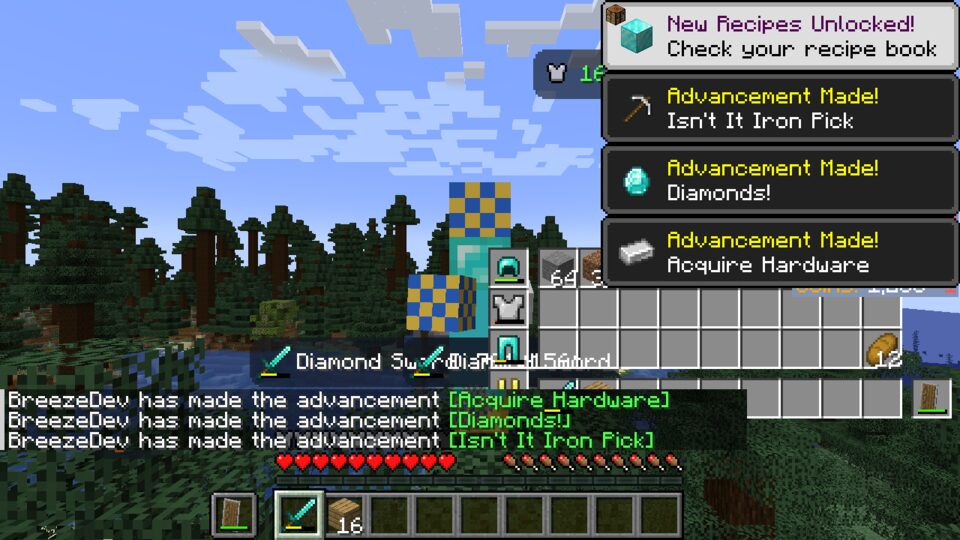 New Recipes Unlocked!
Check your recipe book
16
Advancement Made!
Isn't It Iron Pick
Advancement Made!
Diamonds!
Advancement Made!
Acquire Hardware
64
12
Diamond
BreezeDev has made the advancement [Acquire Hardware]
BreezeDev has made the advancement [Diamonds!]
BreezeDev has made the advancement [Isn't It Iron Pick]
16